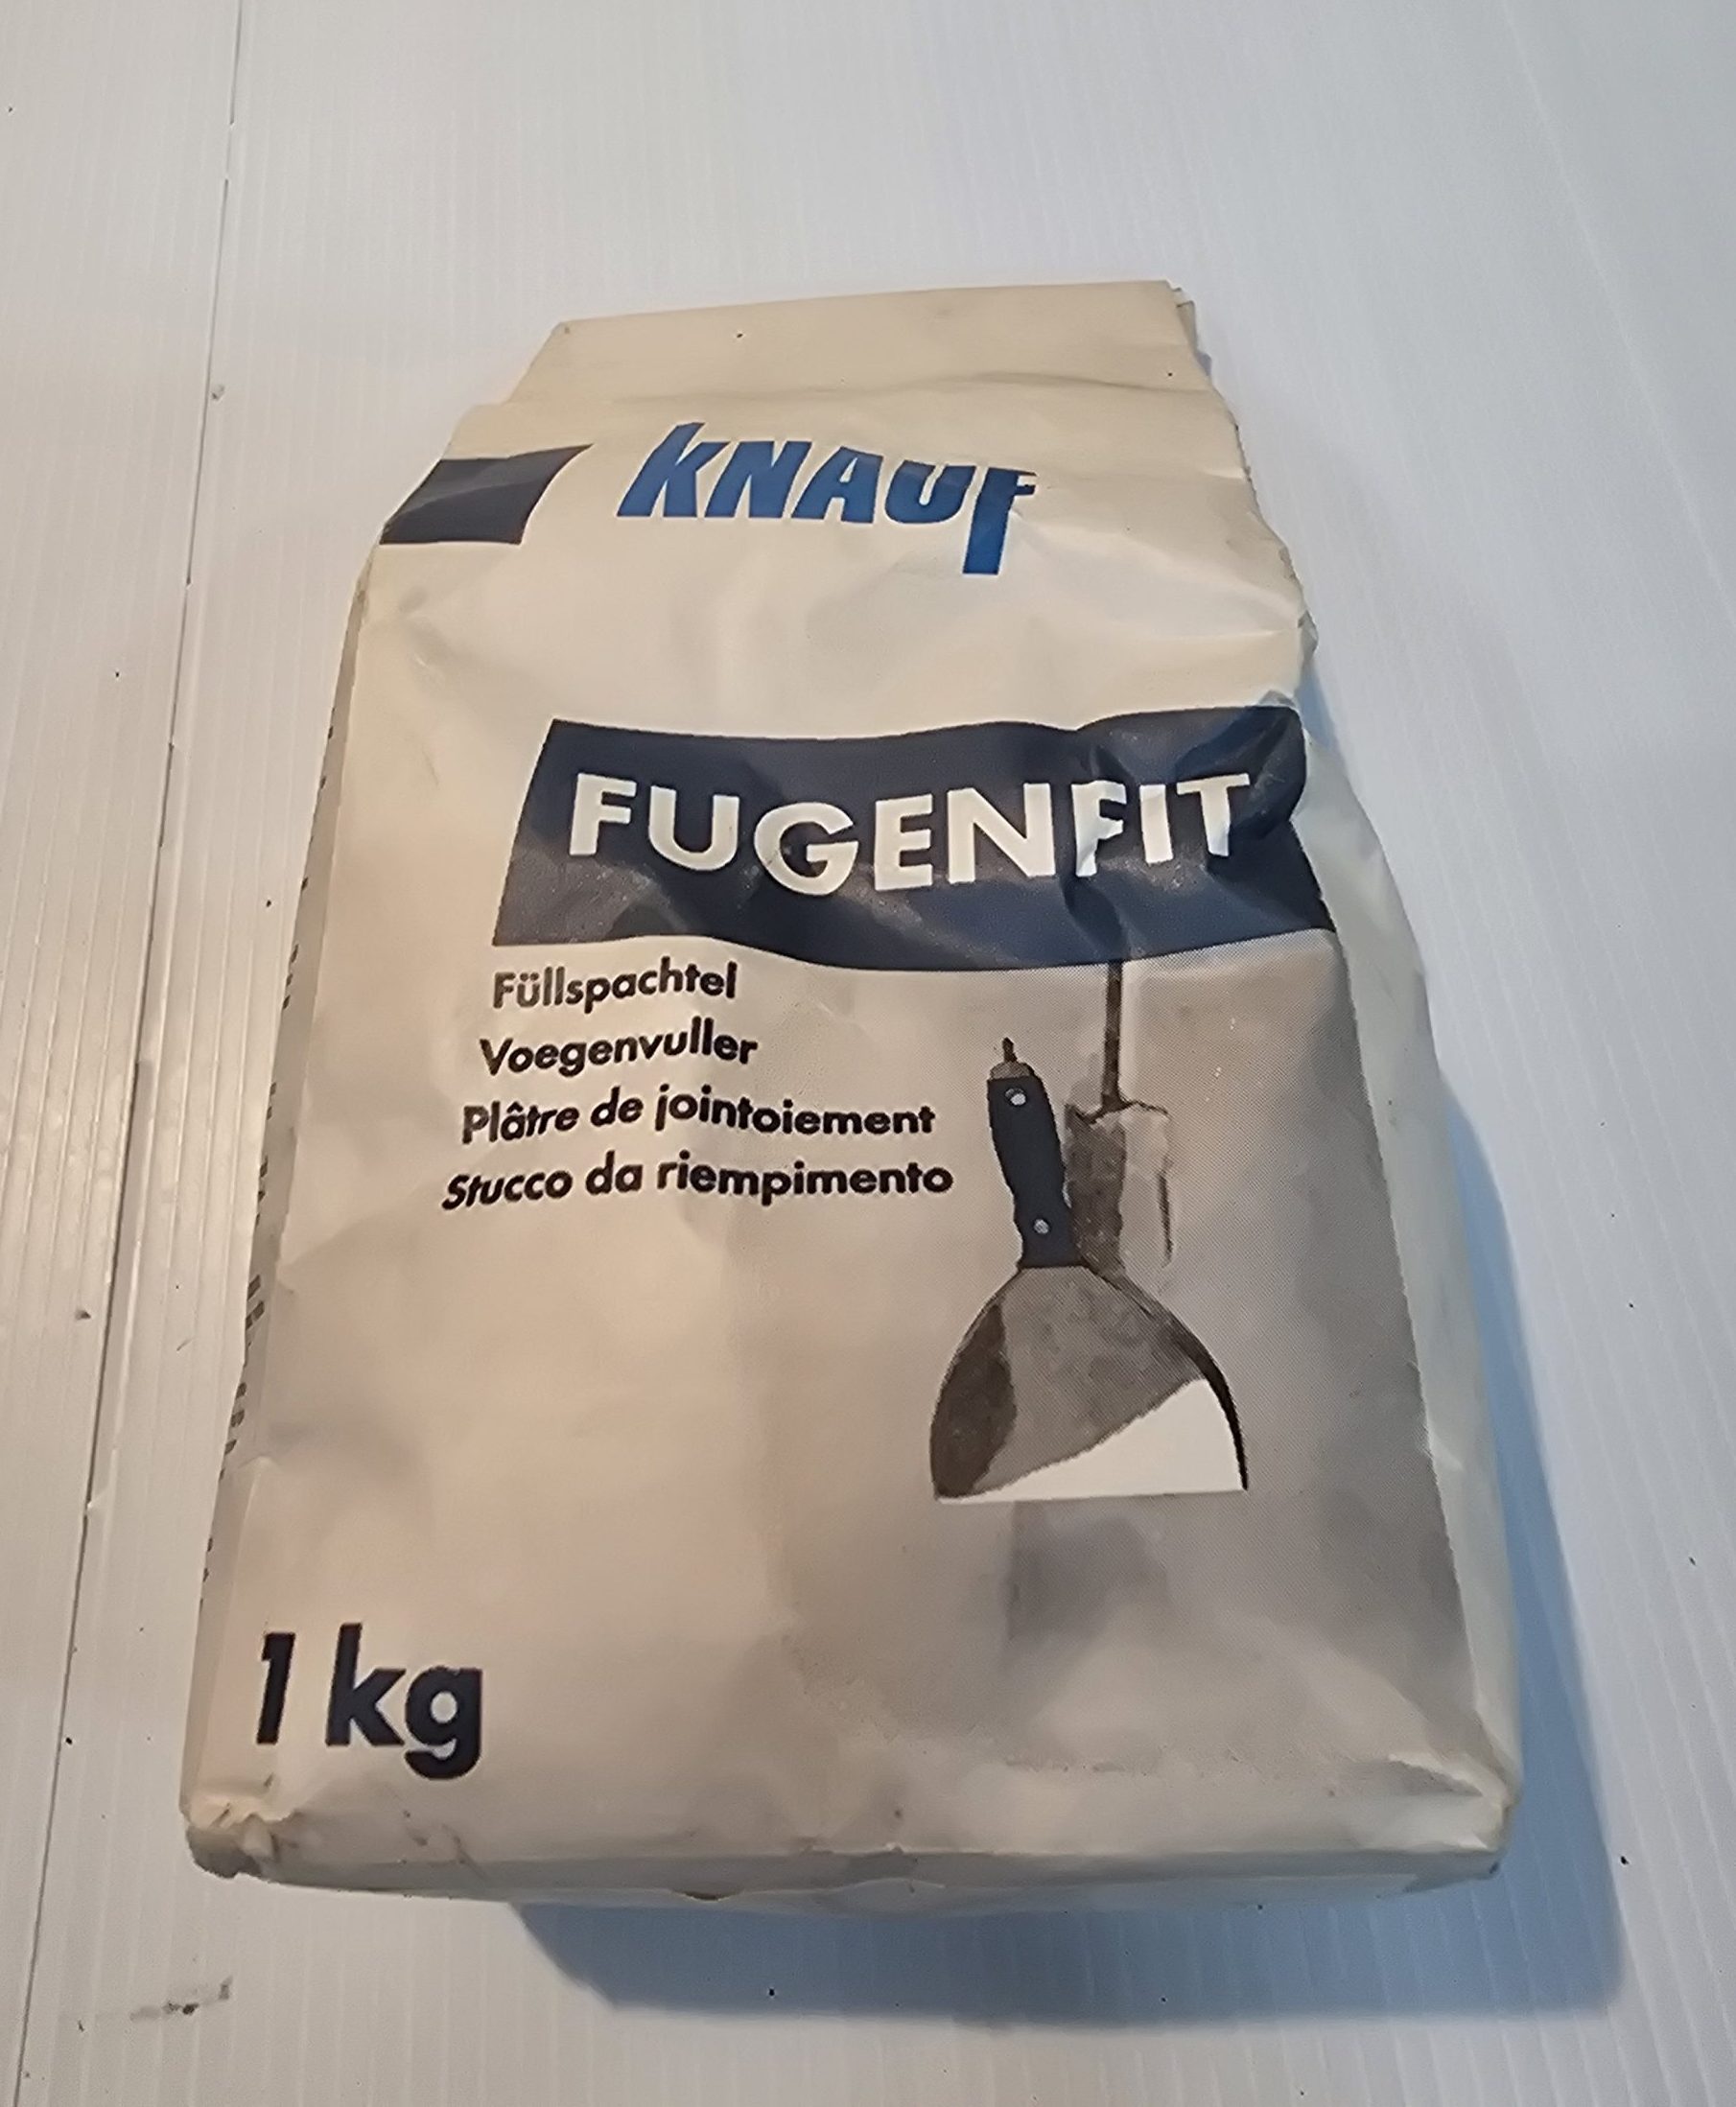 KNAUF
FUGENFIT
Füllspachtel
Voegenvuller
Plâtre de jointoiement
Stucco da riempimento
1 kg